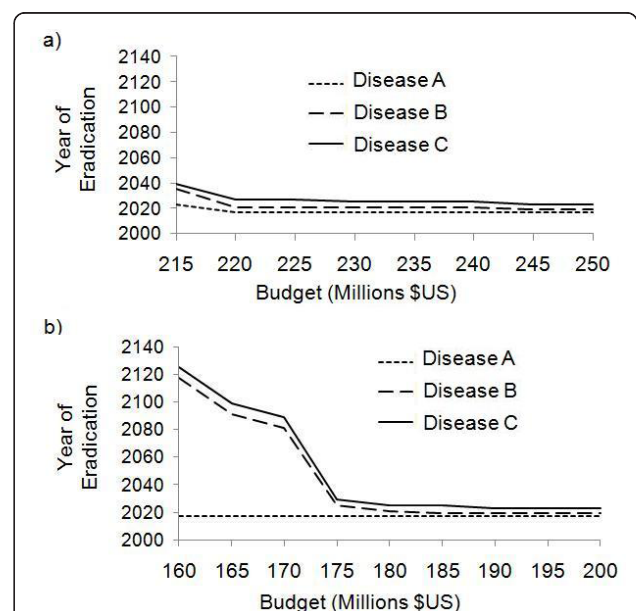 a)
2140
2120
2100
2080
2060
2040
2020
2000
Year of
Eradication
Disease A
Disease B
Disease C
215 220 225 230 235 240 245 250
Budget (Millions $US)
b)
2140
2120
2100
2080
2060
2040
2020
2000
Year of
Eradication
Disease A
Disease B
Disease C
160 165 170 175 180 185 190 195 200
Budget (Millions $US)